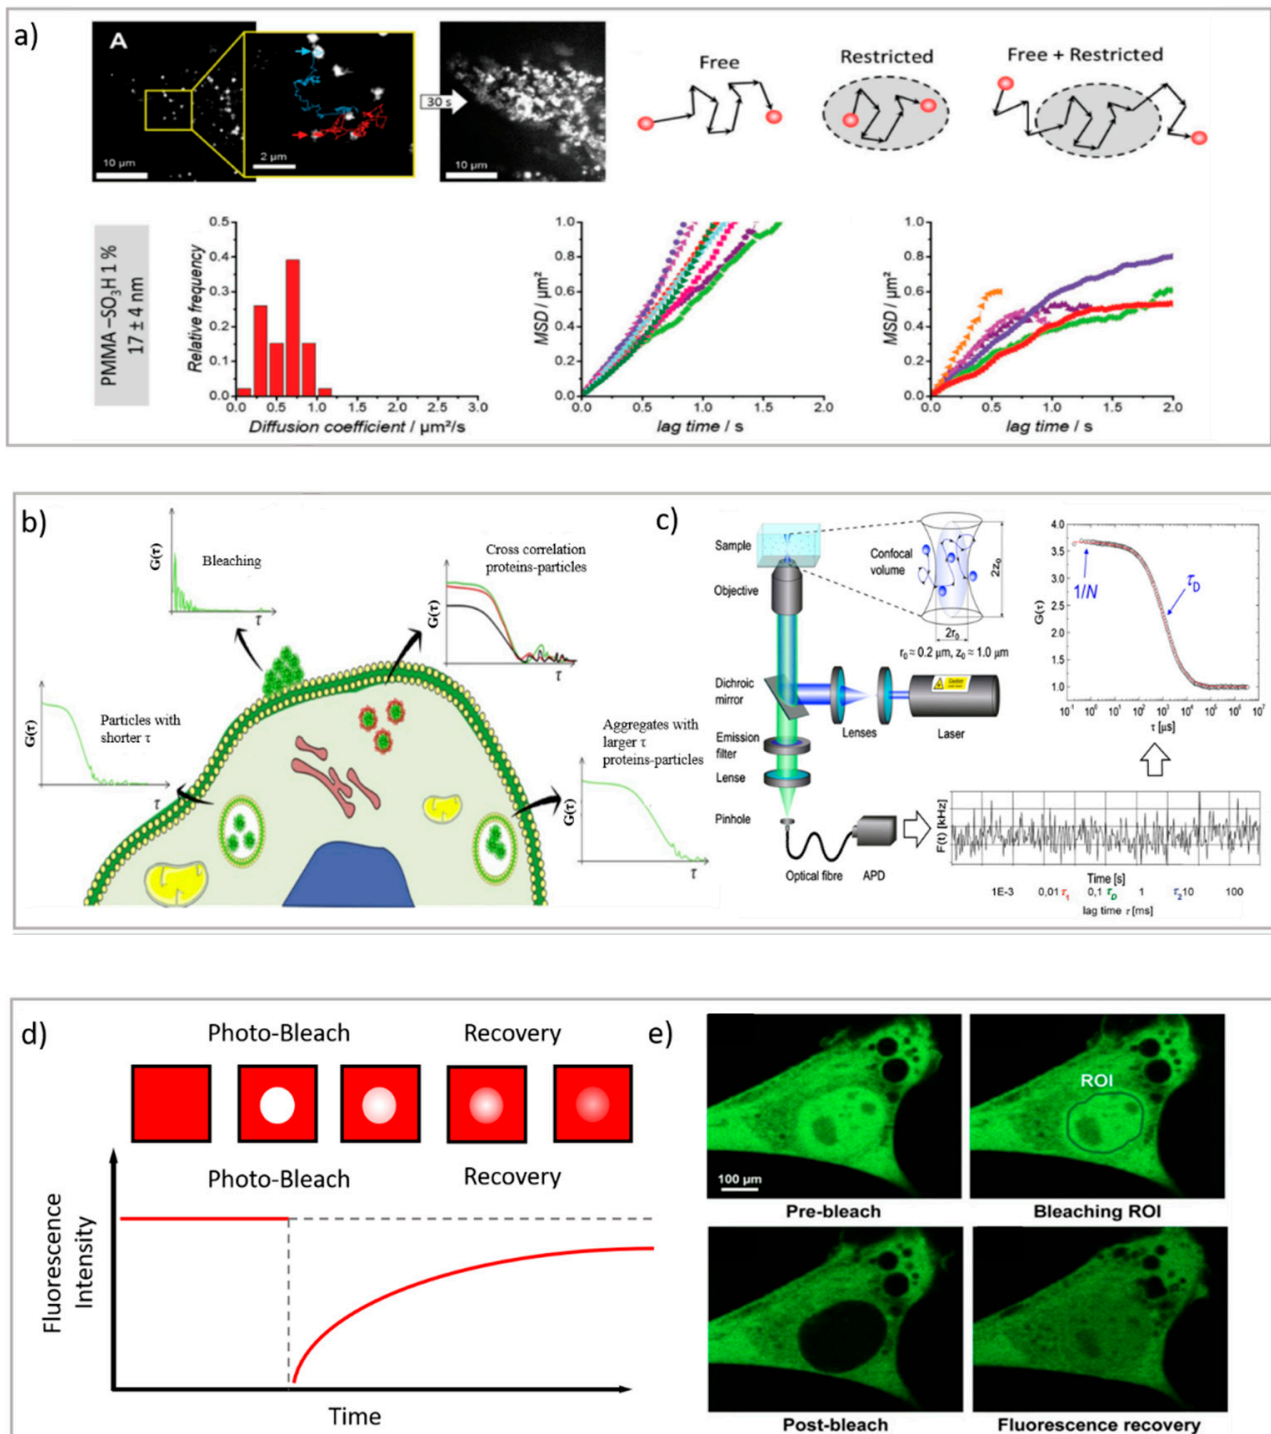 a)
A
10 µm
2 µm
30 s
10 µm
Free
Restricted
Free + Restricted
PMMA –SO₃H 1 %
17 ± 4 nm
Relative frequency
0.5
0.4
0.3
0.2
0.1
0.0
0.0 0.5 1.0 1.5 2.0 2.5 3.0
Diffusion coefficient / µm²/s
MSD / µm²
1.0
0.8
0.6
0.4
0.2
0.0
0.0 0.5 1.0 1.5 2.0
lag time / s
MSD / µm²
1.0
0.8
0.6
0.4
0.2
0.0
0.0 0.5 1.0 1.5 2.0
lag time / s
b)
G(τ)
τ
Bleaching
Cross correlation
proteins-particles
G(τ)
τ
G(τ)
τ
Particles with
shorter τ
Aggregates with
larger τ
proteins-particles
G(τ)
τ
c)
Sample
Objective
Dichroic
mirror
Emission
filter
Lense
Pinhole
Optical fibre
APD
Lenses
Laser
Confocal
volume
2z₀
2r₀
r₀ ≈ 0.2 µm, z₀ ≈ 1.0 µm
G(τ)
4.0
3.5
3.0
2.5
2.0
1.5
1.0
1/N
τD
10⁻¹ 10⁰ 10¹ 10² 10³ 10⁴ 10⁵ 10⁶ 10⁷
τ [µs]
F(t) [kHz]
Time [s]
1E-3 0,01 τ₁ 0,1 τD 1 τ₂ 10 100
lag time τ [ms]
d)
Photo-Bleach
Recovery
Photo-Bleach
Recovery
Fluorescence
Intensity
Time
e)
ROI
100 µm
Pre-bleach
Bleaching ROI
Post-bleach
Fluorescence recovery